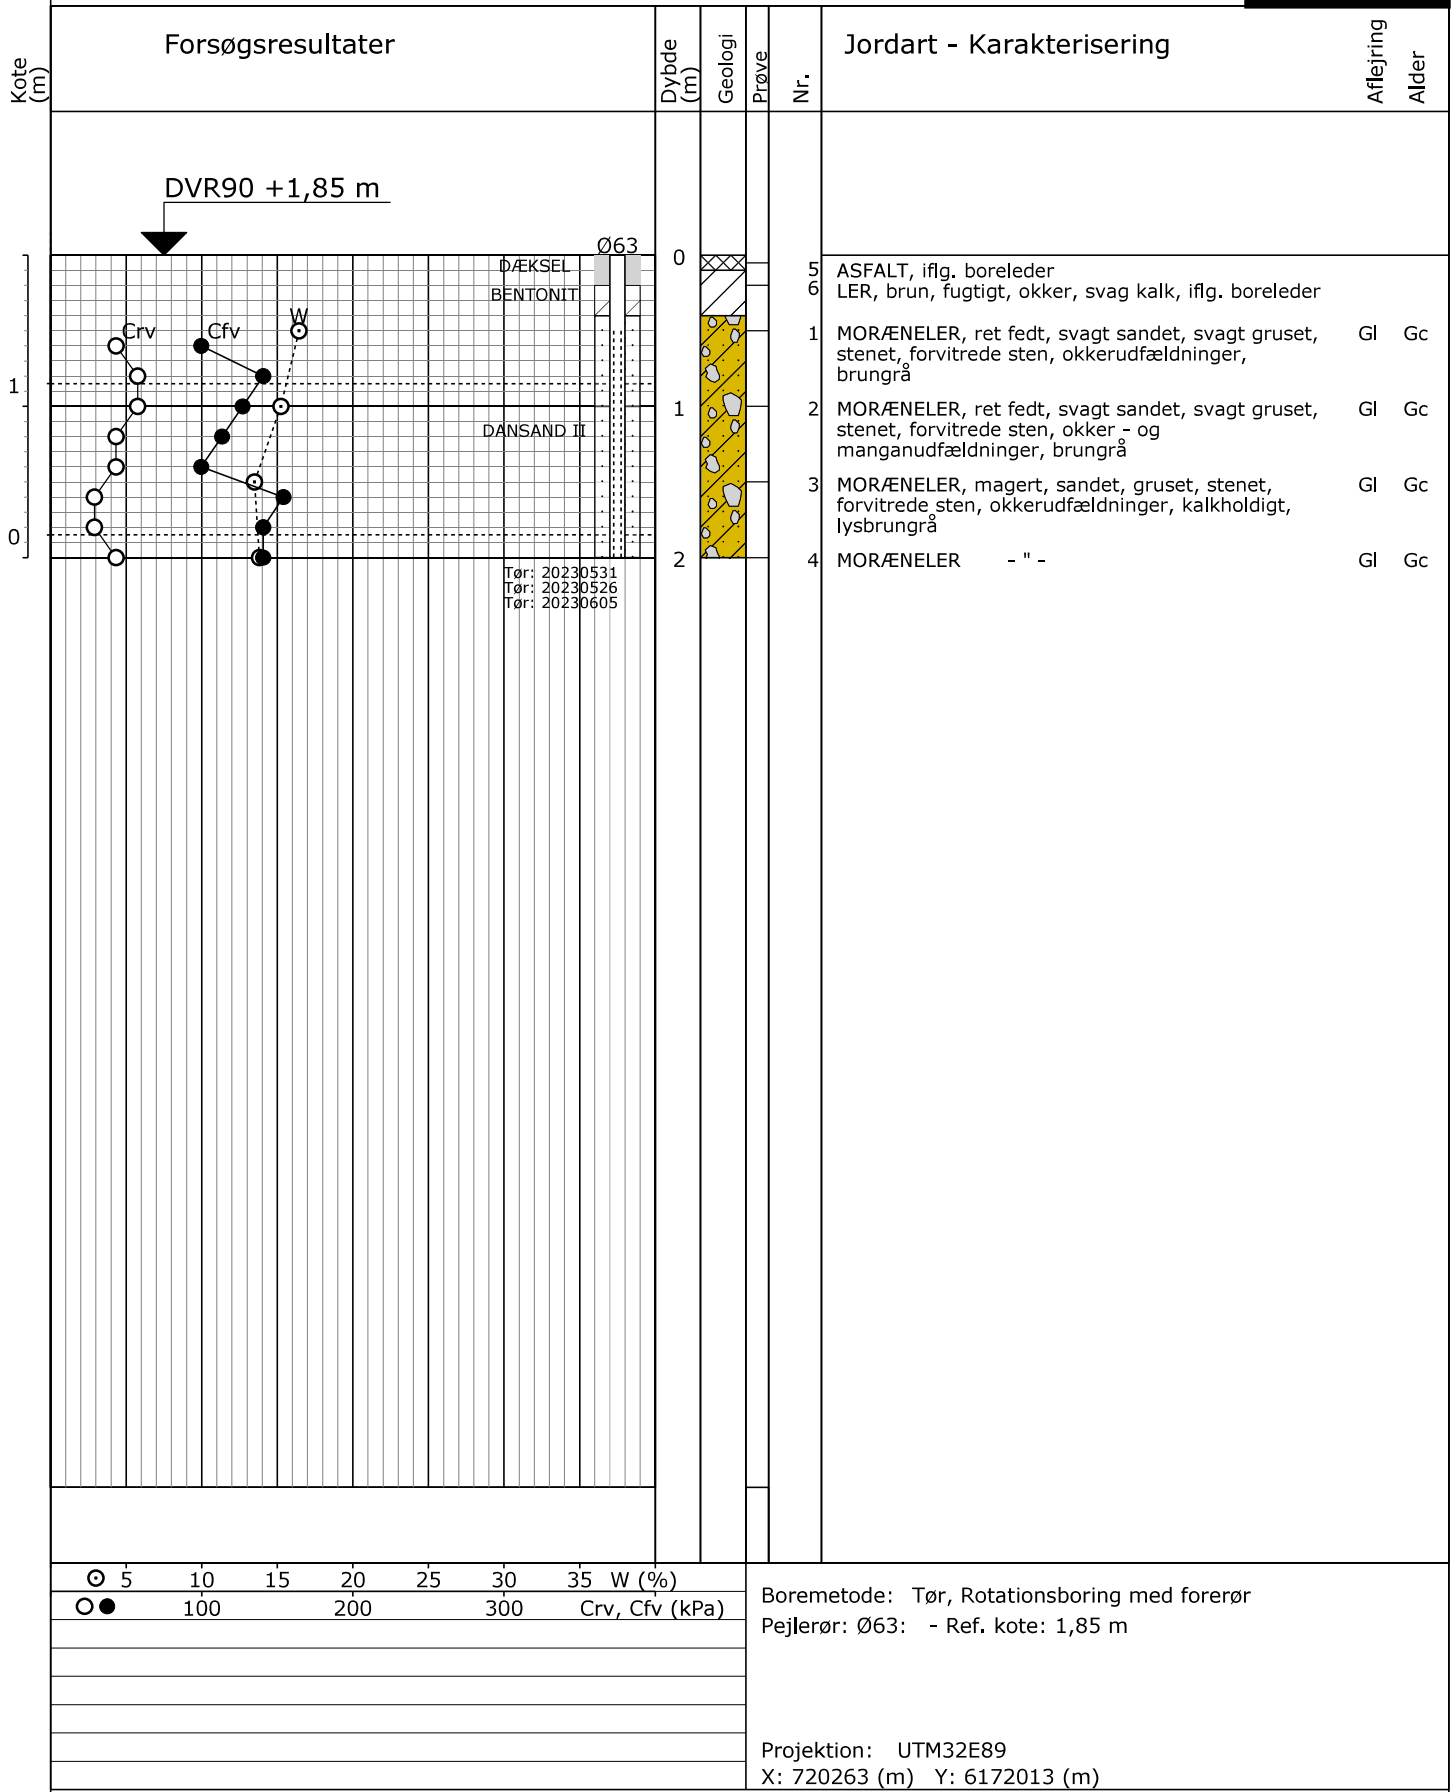 Kote (m)
Forsøgsresultater
Dybde (m)
Geologi
Prøve
Nr.
Jordart - Karakterisering
Aflejring
Alder
DVR90 +1,85 m
Ø63
DÆKSEL
BENTONIT
DANSAND II
Crv
Cfv
W
1
0
0
1
2
Tør: 20230531
Tør: 20230526
Tør: 20230605
5 ASFALT, iflg. boreleder
6 LER, brun, fugtigt, okker, svag kalk, iflg. boreleder
1 MORÆNELER, ret fedt, svagt sandet, svagt gruset, Gl Gc
stenet, forvitrede sten, okkerudfældninger,
brungrå
2 MORÆNELER, ret fedt, svagt sandet, svagt gruset, Gl Gc
stenet, forvitrede sten, okker - og
manganudfældninger, brungrå
3 MORÆNELER, magert, sandet, gruset, stenet, Gl Gc
forvitrede sten, okkerudfældninger, kalkholdigt,
lysbrungrå
4 MORÆNELER - " - Gl Gc
5 10 15 20 25 30 35 W (%)
100 200 300 Crv, Cfv (kPa)
Boremetode: Tør, Rotationsboring med forerør
Pejlerør: Ø63: - Ref. kote: 1,85 m
Projektion: UTM32E89
X: 720263 (m) Y: 6172013 (m)